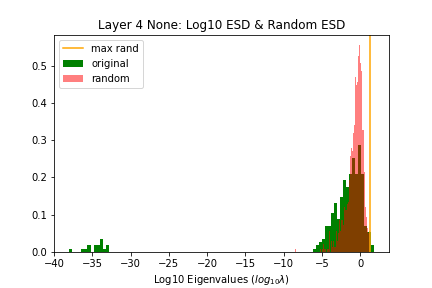 Layer 4 None: Log10 ESD & Random ESD
max rand
original
random
0.5
0.4
0.3
0.2
0.1
0.0
−40 −35 −30 −25 −20 −15 −10 −5 0
Log10 Eigenvalues (log₁₀λ)